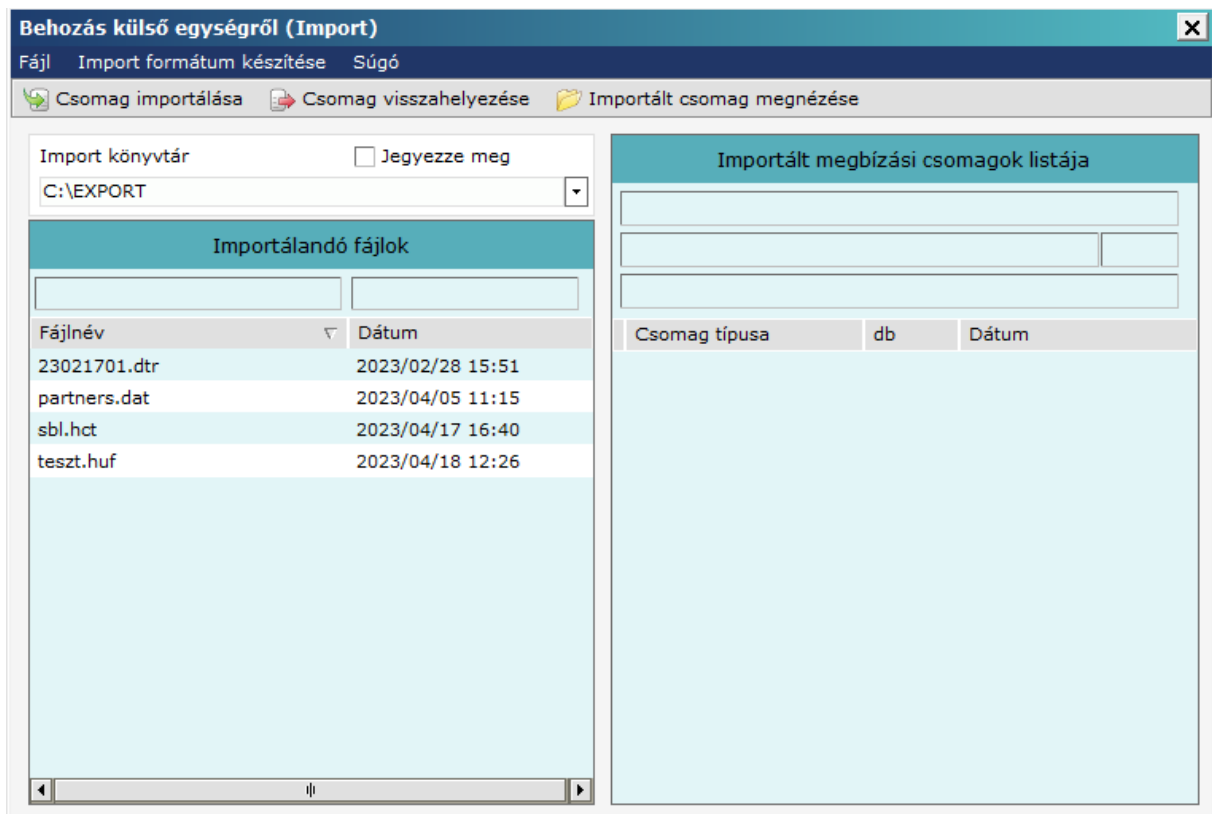 Behozás külső egységről (Import)
Fájl Import formátum készítése Súgó
Csomag importálása Csomag visszahelyezése Importált csomag megnézése
Import könyvtár Jegyezze meg
C:\EXPORT
Importálandó fájlok
Fájlnév Dátum
23021701.dtr 2023/02/28 15:51
partners.dat 2023/04/05 11:15
sbl.hct 2023/04/17 16:40
teszt.huf 2023/04/18 12:26
Importált megbízási csomagok listája
Csomag típusa db Dátum